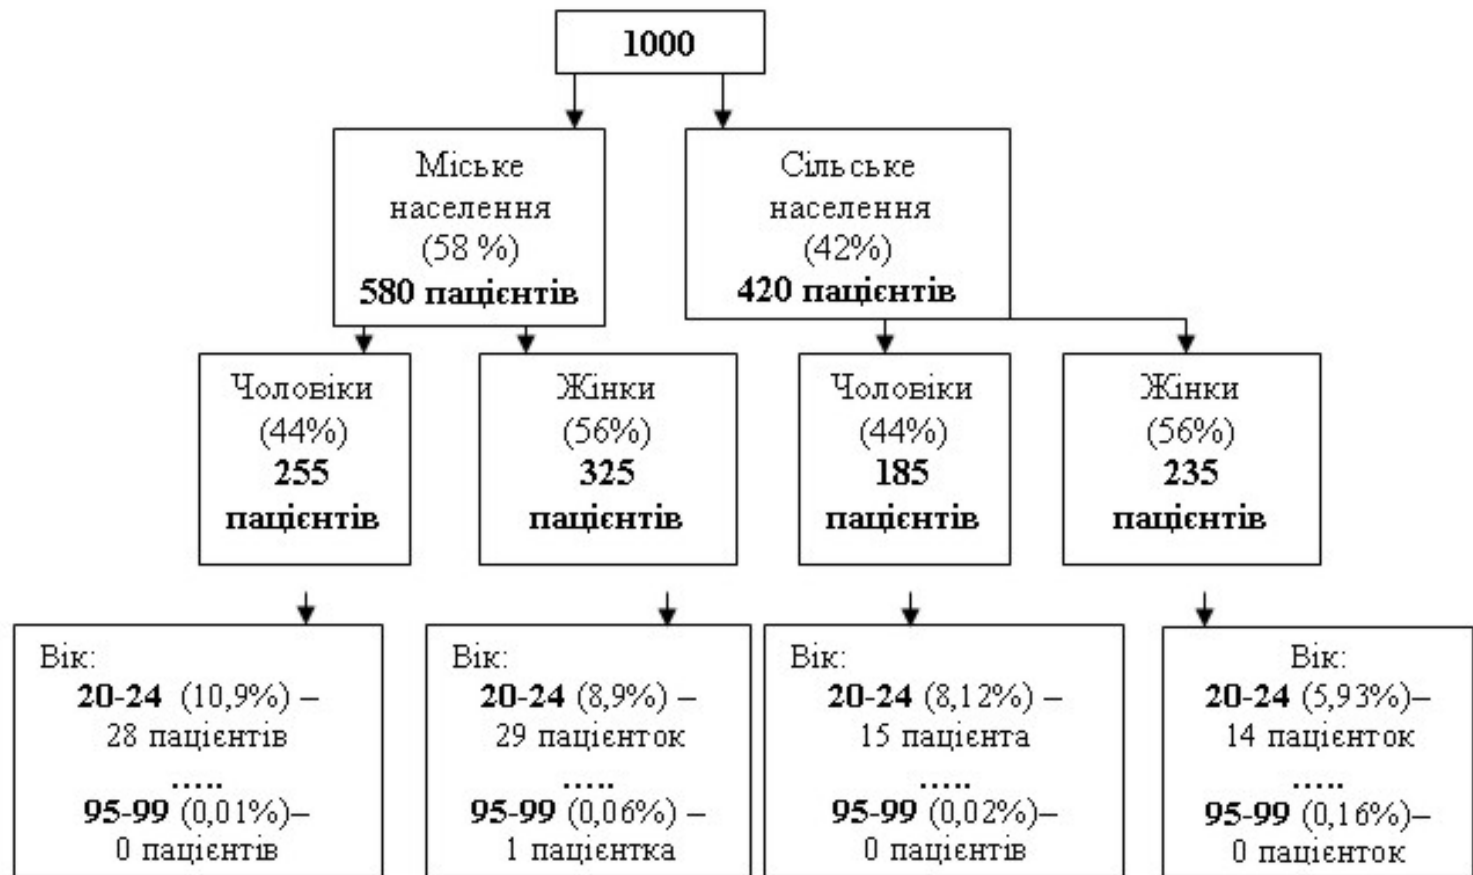 1000
Міське
населення
(58 %)
580 пацієнтів
Сільське
населення
(42%)
420 пацієнтів
Чоловіки
(44%)
255
пацієнтів
Жінки
(56%)
325
пацієнтів
Чоловіки
(44%)
185
пацієнтів
Жінки
(56%)
235
пацієнтів
Вік:
20-24 (10,9%) –
28 пацієнтів
.....
95-99 (0,01%)–
0 пацієнтів
Вік:
20-24 (8,9%) –
29 пацієнток
.....
95-99 (0,06%) –
1 пацієнтка
Вік:
20-24 (8,12%) –
15 пацієнта
.....
95-99 (0,02%)–
0 пацієнтів
Вік:
20-24 (5,93%)–
14 пацієнток
.....
95-99 (0,16%)–
0 пацієнток